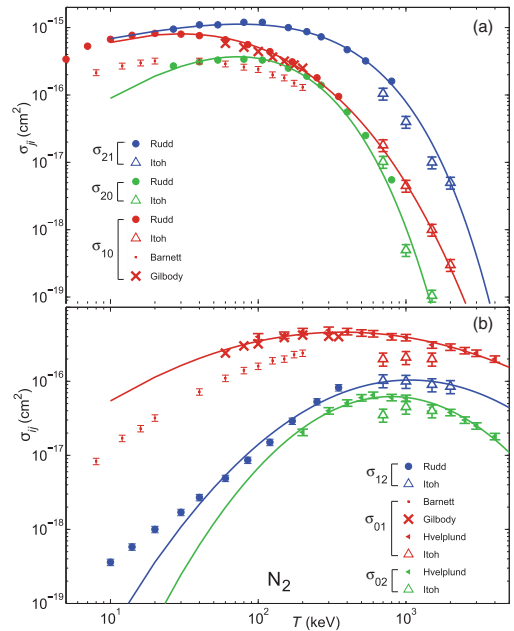 (a)
10⁻¹⁵
10⁻¹⁶
10⁻¹⁷
10⁻¹⁸
10⁻¹⁹
σji (cm²)
σ21
Rudd
Itoh
σ20
Rudd
Itoh
σ10
Rudd
Itoh
Barnett
Gilbody
(b)
10⁻¹⁶
10⁻¹⁷
10⁻¹⁸
10⁻¹⁹
σij (cm²)
σ12
Rudd
Itoh
σ01
Barnett
Gilbody
Hvelplund
Itoh
σ02
Hvelplund
Itoh
N₂
10¹ 10² 10³
T (keV)